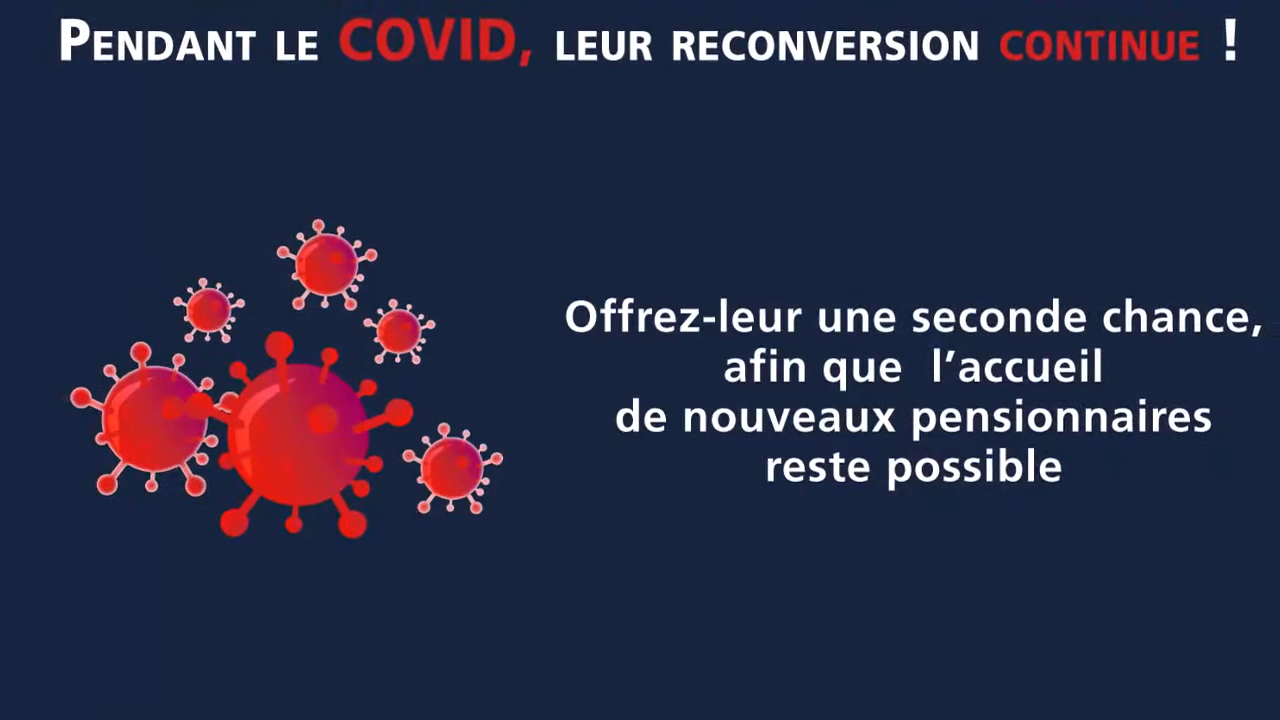 PENDANT LE COVID, LEUR RECONVERSION CONTINUE !
Offrez-leur une seconde chance,
afin que  l’accueil
de nouveaux pensionnaires
reste possible